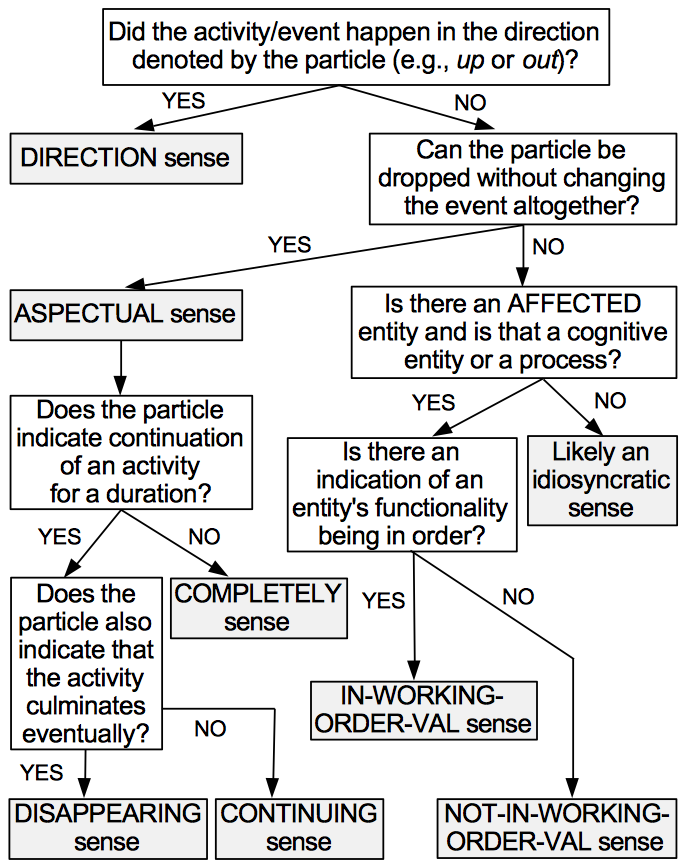 Did the activity/event happen in the direction
denoted by the particle (e.g., up or out)?
YES
NO
DIRECTION sense
Can the particle be
dropped without changing
the event altogether?
YES
NO
ASPECTUAL sense
Is there an AFFECTED
entity and is that a cognitive
entity or a process?
Does the particle
indicate continuation
of an activity
for a duration?
YES
NO
Is there an
indication of an
entity's functionality
being in order?
Likely an
idiosyncratic
sense
YES
NO
Does the
particle also
indicate that
the activity
culminates
eventually?
COMPLETELY
sense
YES
NO
IN-WORKING-
ORDER-VAL sense
YES
NO
DISAPPEARING
sense
CONTINUING
sense
NOT-IN-WORKING-
ORDER-VAL sense